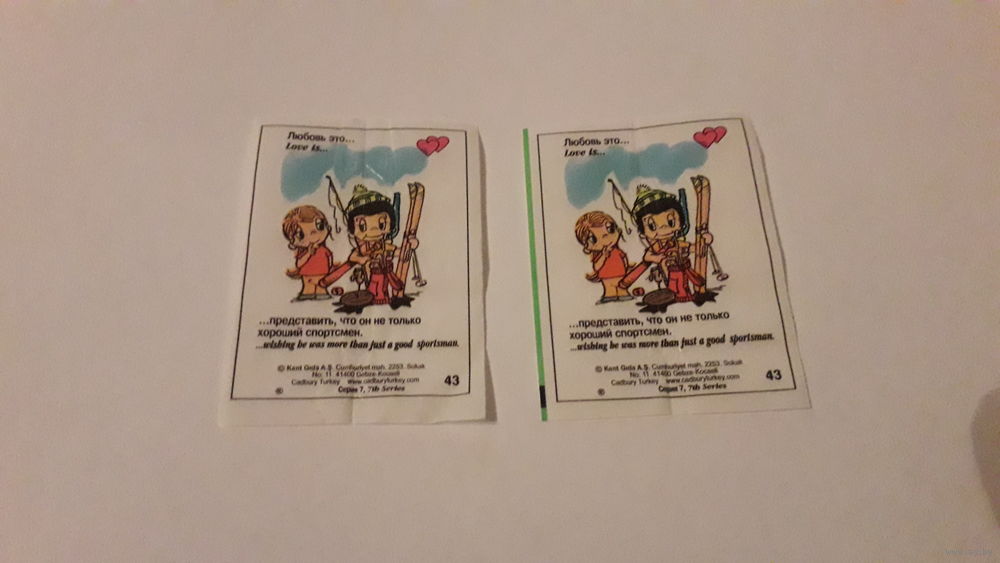 Любовь это...
Love is...
...представить, что он не только
хороший спортсмен.
...wishing he was more than just a good sportsman.
© Kent Gıda A.Ş. Cumhuriyet mah. 2253. Sokak
No. 11 41400 Gebze-Kocaeli
Cadbury Turkey www.cadburyturkey.com
43
Серия 7, 7th Series
Любовь это...
Love is...
...представить, что он не только
хороший спортсмен.
...wishing he was more than just a good sportsman.
© Kent Gıda A.Ş. Cumhuriyet mah. 2253. Sokak
No. 11 41400 Gebze-Kocaeli
Cadbury Turkey www.cadburyturkey.com
43
Серия 7, 7th Series